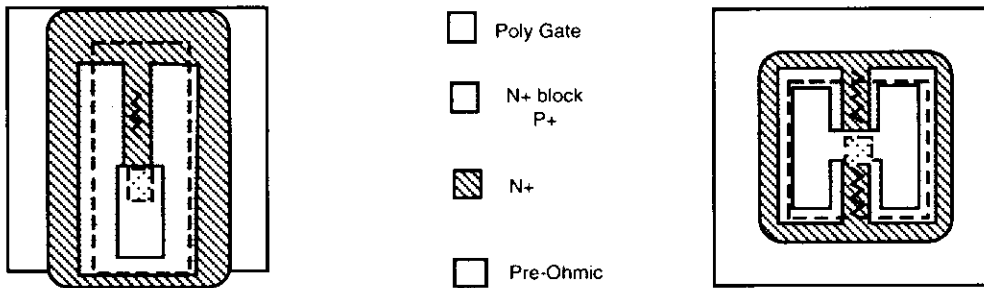 Poly Gate
N+ block
P+
N+
Pre-Ohmic